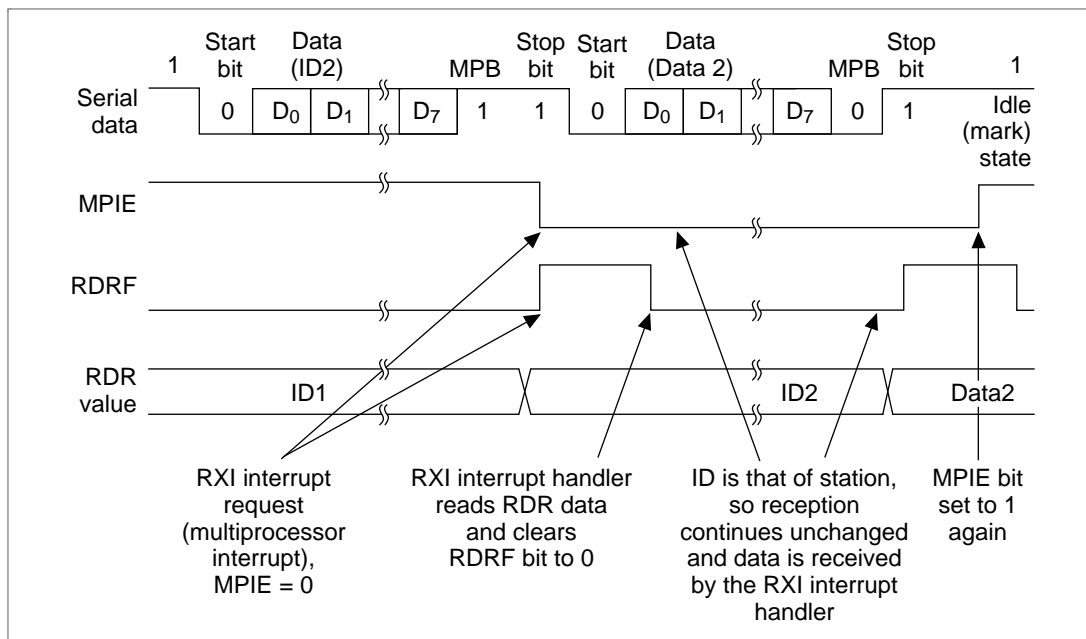 1 Start bit Data (ID2) MPB Stop bit Start bit Data (Data 2) MPB Stop bit 1
Serial data 0 D0 D1 D7 1 1 0 D0 D1 D7 0 1 Idle (mark) state
MPIE
RDRF
RDR value ID1 ID2 Data2
RXI interrupt
request
(multiprocessor
interrupt),
MPIE = 0
RXI interrupt handler
reads RDR data
and clears
RDRF bit to 0
ID is that of station,
so reception
continues unchanged
and data is received
by the RXI interrupt
handler
MPIE bit
set to 1
again